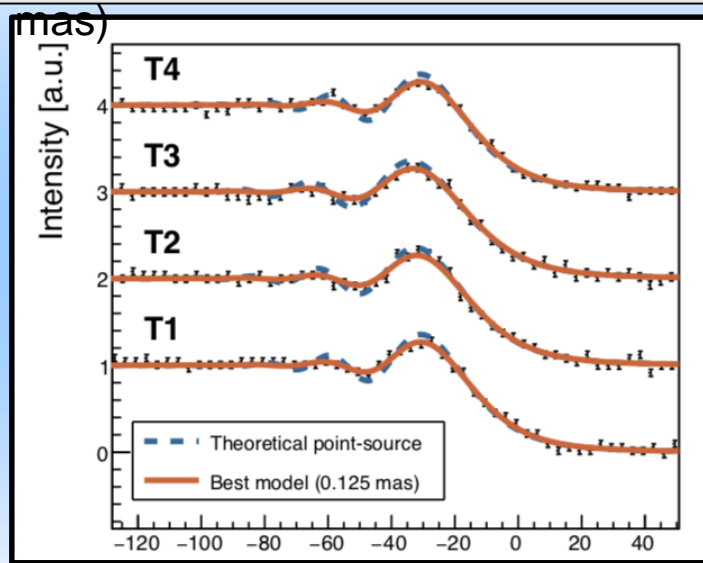 mas)
Intensity [a.u.]
T4
4
T3
3
T2
2
T1
1
0
Theoretical point-source
Best model (0.125 mas)
−120 −100 −80 −60 −40 −20 0 20 40